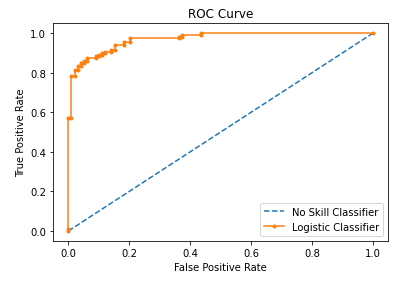 ROC Curve
True Positive Rate
1.0
0.8
0.6
0.4
0.2
0.0
No Skill Classifier
Logistic Classifier
0.0 0.2 0.4 0.6 0.8 1.0
False Positive Rate